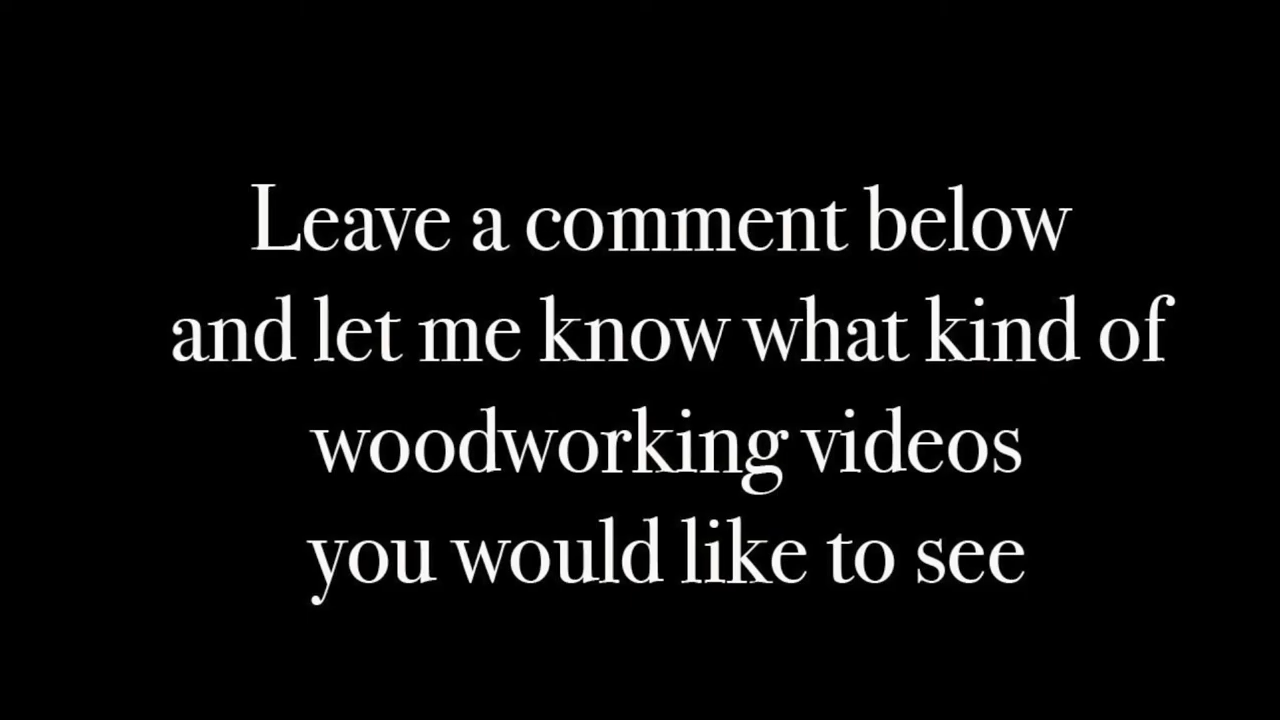 Leave a comment below
and let me know what kind of
woodworking videos
you would like to see